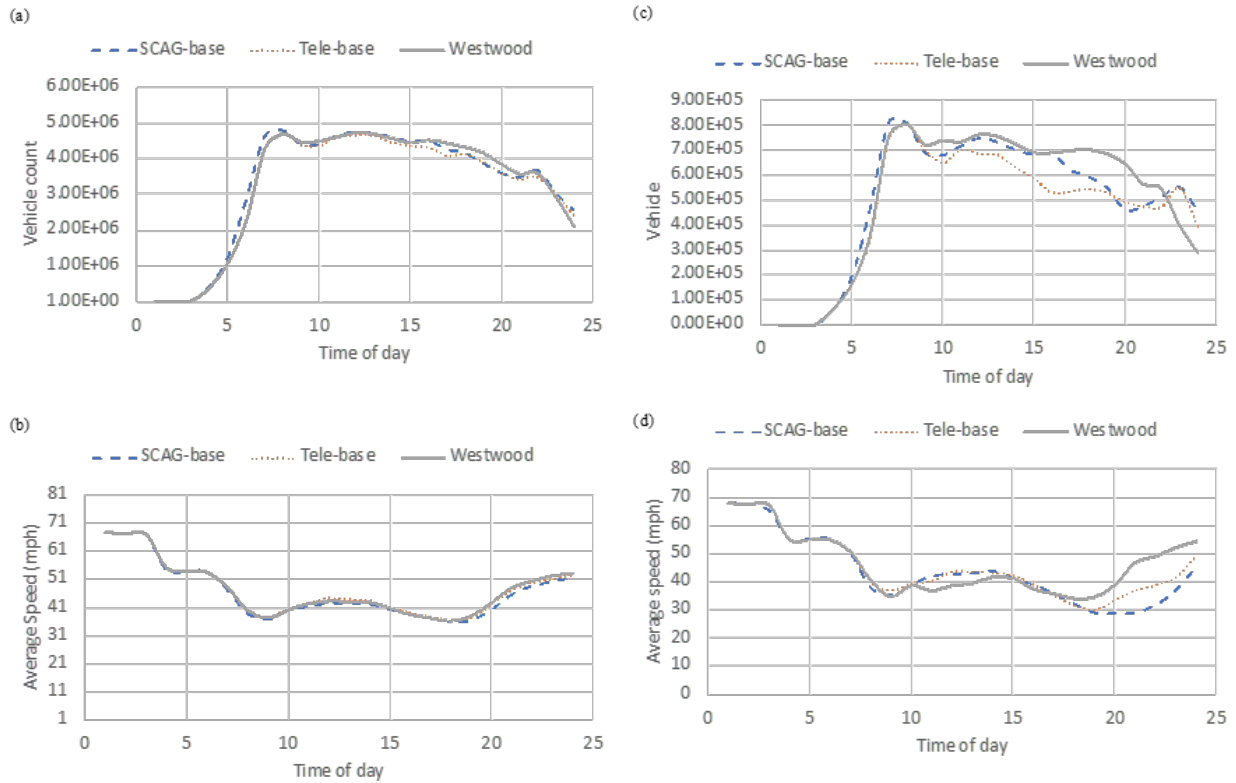 (a)
SCAG-base Tele-base Westwood
6.00E+06
5.00E+06
4.00E+06
3.00E+06
2.00E+06
1.00E+06
1.00E+00
Vehicle count
0 5 10 15 20 25
Time of day
(c)
SCAG-base Tele-base Westwood
9.00E+05
8.00E+05
7.00E+05
6.00E+05
5.00E+05
4.00E+05
3.00E+05
2.00E+05
1.00E+05
0.00E+00
Vehicle
0 5 10 15 20 25
Time of day
(b)
SCAG-base Tele-base Westwood
81
71
61
51
41
31
21
11
1
Average Speed (mph)
0 5 10 15 20 25
Time of day
(d)
SCAG-base Tele-base Westwood
80
70
60
50
40
30
20
10
0
Average speed (mph)
0 5 10 15 20 25
Time of day